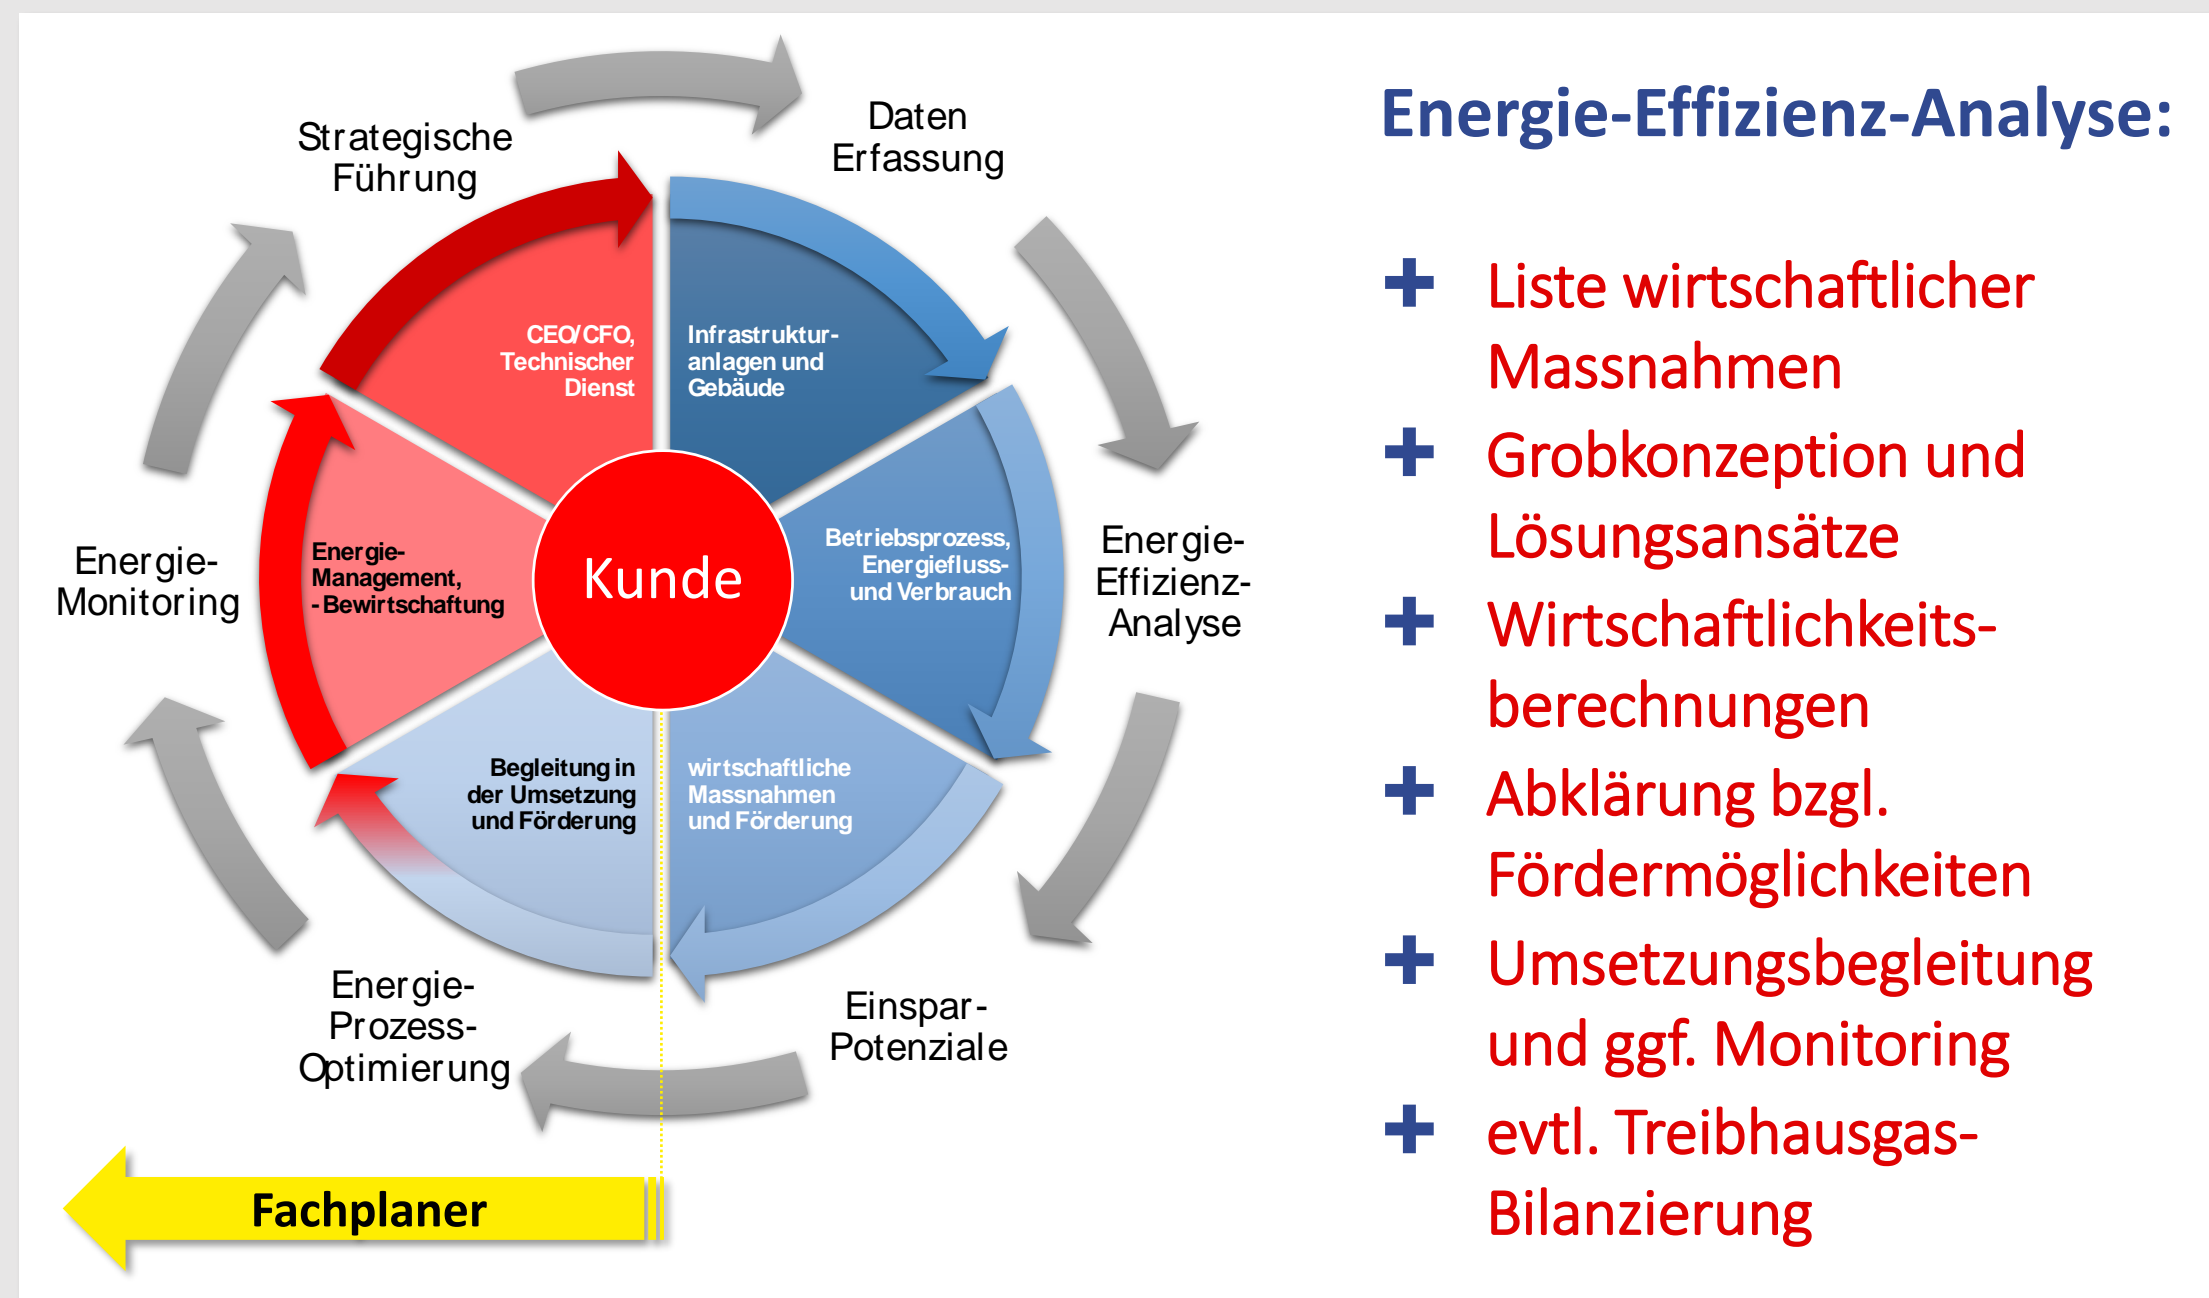 Strategische
Führung
Daten
Erfassung
CEO/CFO,
Technischer
Dienst
Infrastruktur-
anlagen und
Gebäude
Energie-
Monitoring
Energie-
Management,
- Bewirtschaftung
Kunde
Betriebsprozess,
Energiefluss-
und Verbrauch
Energie-
Effizienz-
Analyse
Begleitung in
der Umsetzung
und Förderung
wirtschaftliche
Massnahmen
und Förderung
Energie-
Prozess-
Optimierung
Einspar-
Potenziale
Fachplaner
Energie-Effizienz-Analyse:
+ Liste wirtschaftlicher
Massnahmen
+ Grobkonzeption und
Lösungsansätze
+ Wirtschaftlichkeits-
berechnungen
+ Abklärung bzgl.
Fördermöglichkeiten
+ Umsetzungsbegleitung
und ggf. Monitoring
+ evtl. Treibhausgas-
Bilanzierung